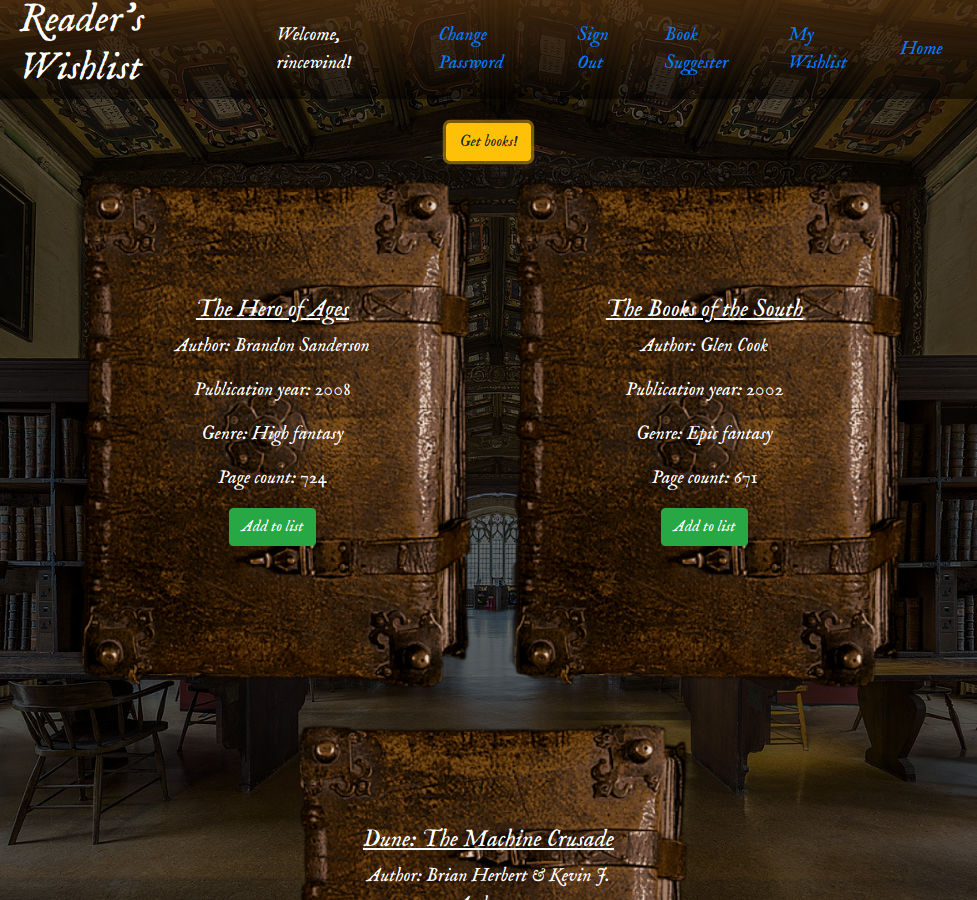 Reader's
Wishlist
Welcome,
rincewind!
Change
Password
Sign
Out
Book
Suggester
My
Wishlist
Home
Get books!
The Hero of Ages
Author: Brandon Sanderson
Publication year: 2008
Genre: High fantasy
Page count: 724
Add to list
The Books of the South
Author: Glen Cook
Publication year: 2002
Genre: Epic fantasy
Page count: 671
Add to list
Dune: The Machine Crusade
Author: Brian Herbert & Kevin J.